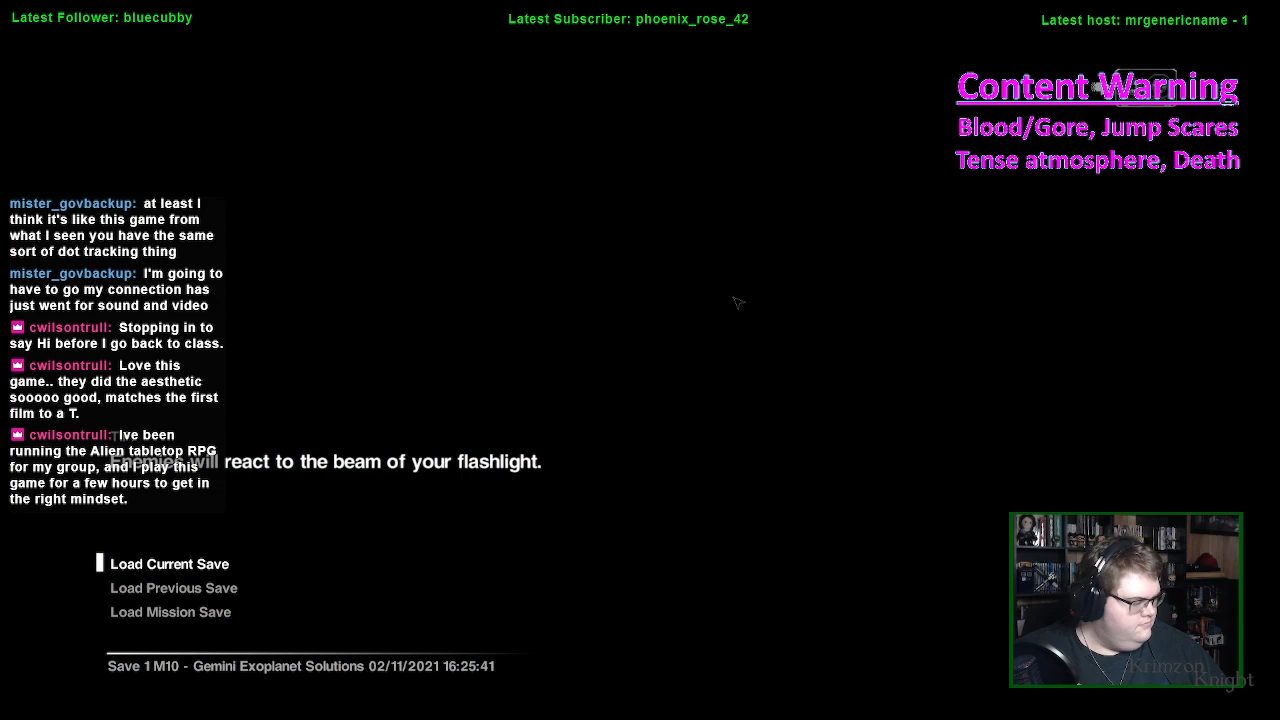 Latest Follower: bluecubby
Latest Subscriber: phoenix_rose_42
Latest host: mrgenericname - 1
Content Warning
Blood/Gore, Jump Scares
Tense atmosphere, Death
mister_govbackup: at least I
think it's like this game from
what I seen you have the same
sort of dot tracking thing
mister_govbackup: I'm going to
have to go my connection has
just went for sound and video
cwilsontrull: Stopping in to
say Hi before I go back to class.
cwilsontrull: Love this
game.. they did the aesthetic
sooooo good, matches the first
film to a T.
cwilsontrull: Ive been
running the Alien tabletop RPG
for my group, and i play this
game for a few hours to get in
the right mindset.
Enemies will react to the beam of your flashlight.
Load Current Save
Load Previous Save
Load Mission Save
Save 1 M10 - Gemini Exoplanet Solutions 02/11/2021 16:25:41
Krimzon
Knight